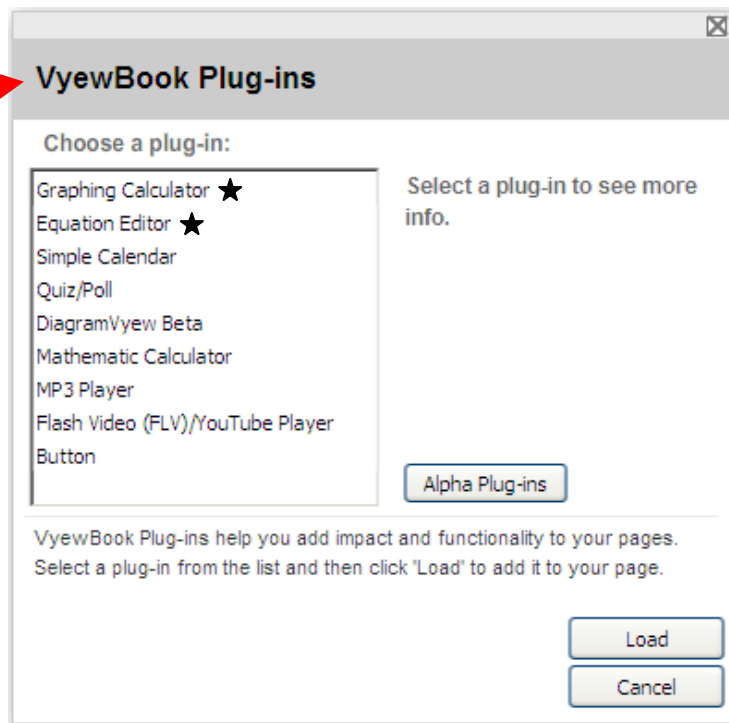 VyewBook Plug-ins
Choose a plug-in:
Graphing Calculator ★
Equation Editor ★
Simple Calendar
Quiz/Poll
DiagramVyew Beta
Mathematic Calculator
MP3 Player
Flash Video (FLV)/YouTube Player
Button
Select a plug-in to see more
info.
Alpha Plug-ins
VyewBook Plug-ins help you add impact and functionality to your pages.
Select a plug-in from the list and then click 'Load' to add it to your page.
Load
Cancel